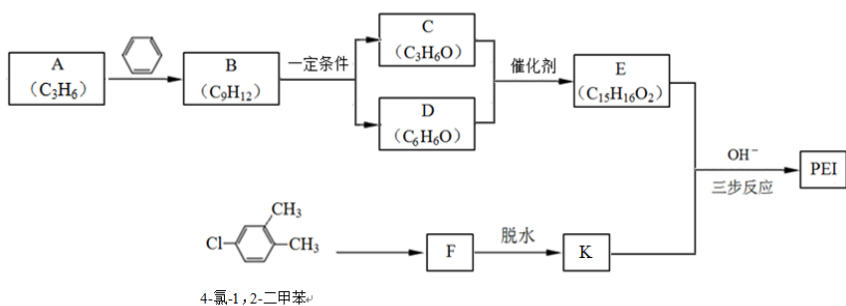 A
(C₃H₆)
B
(C₉H₁₂)
一定条件
C
(C₃H₆O)
D
(C₆H₆O)
催化剂
E
(C₁₅H₁₆O₂)
OH⁻
三步反应
PEI
CH₃
Cl
CH₃
F
脱水
K
4-氯-1,2-二甲苯